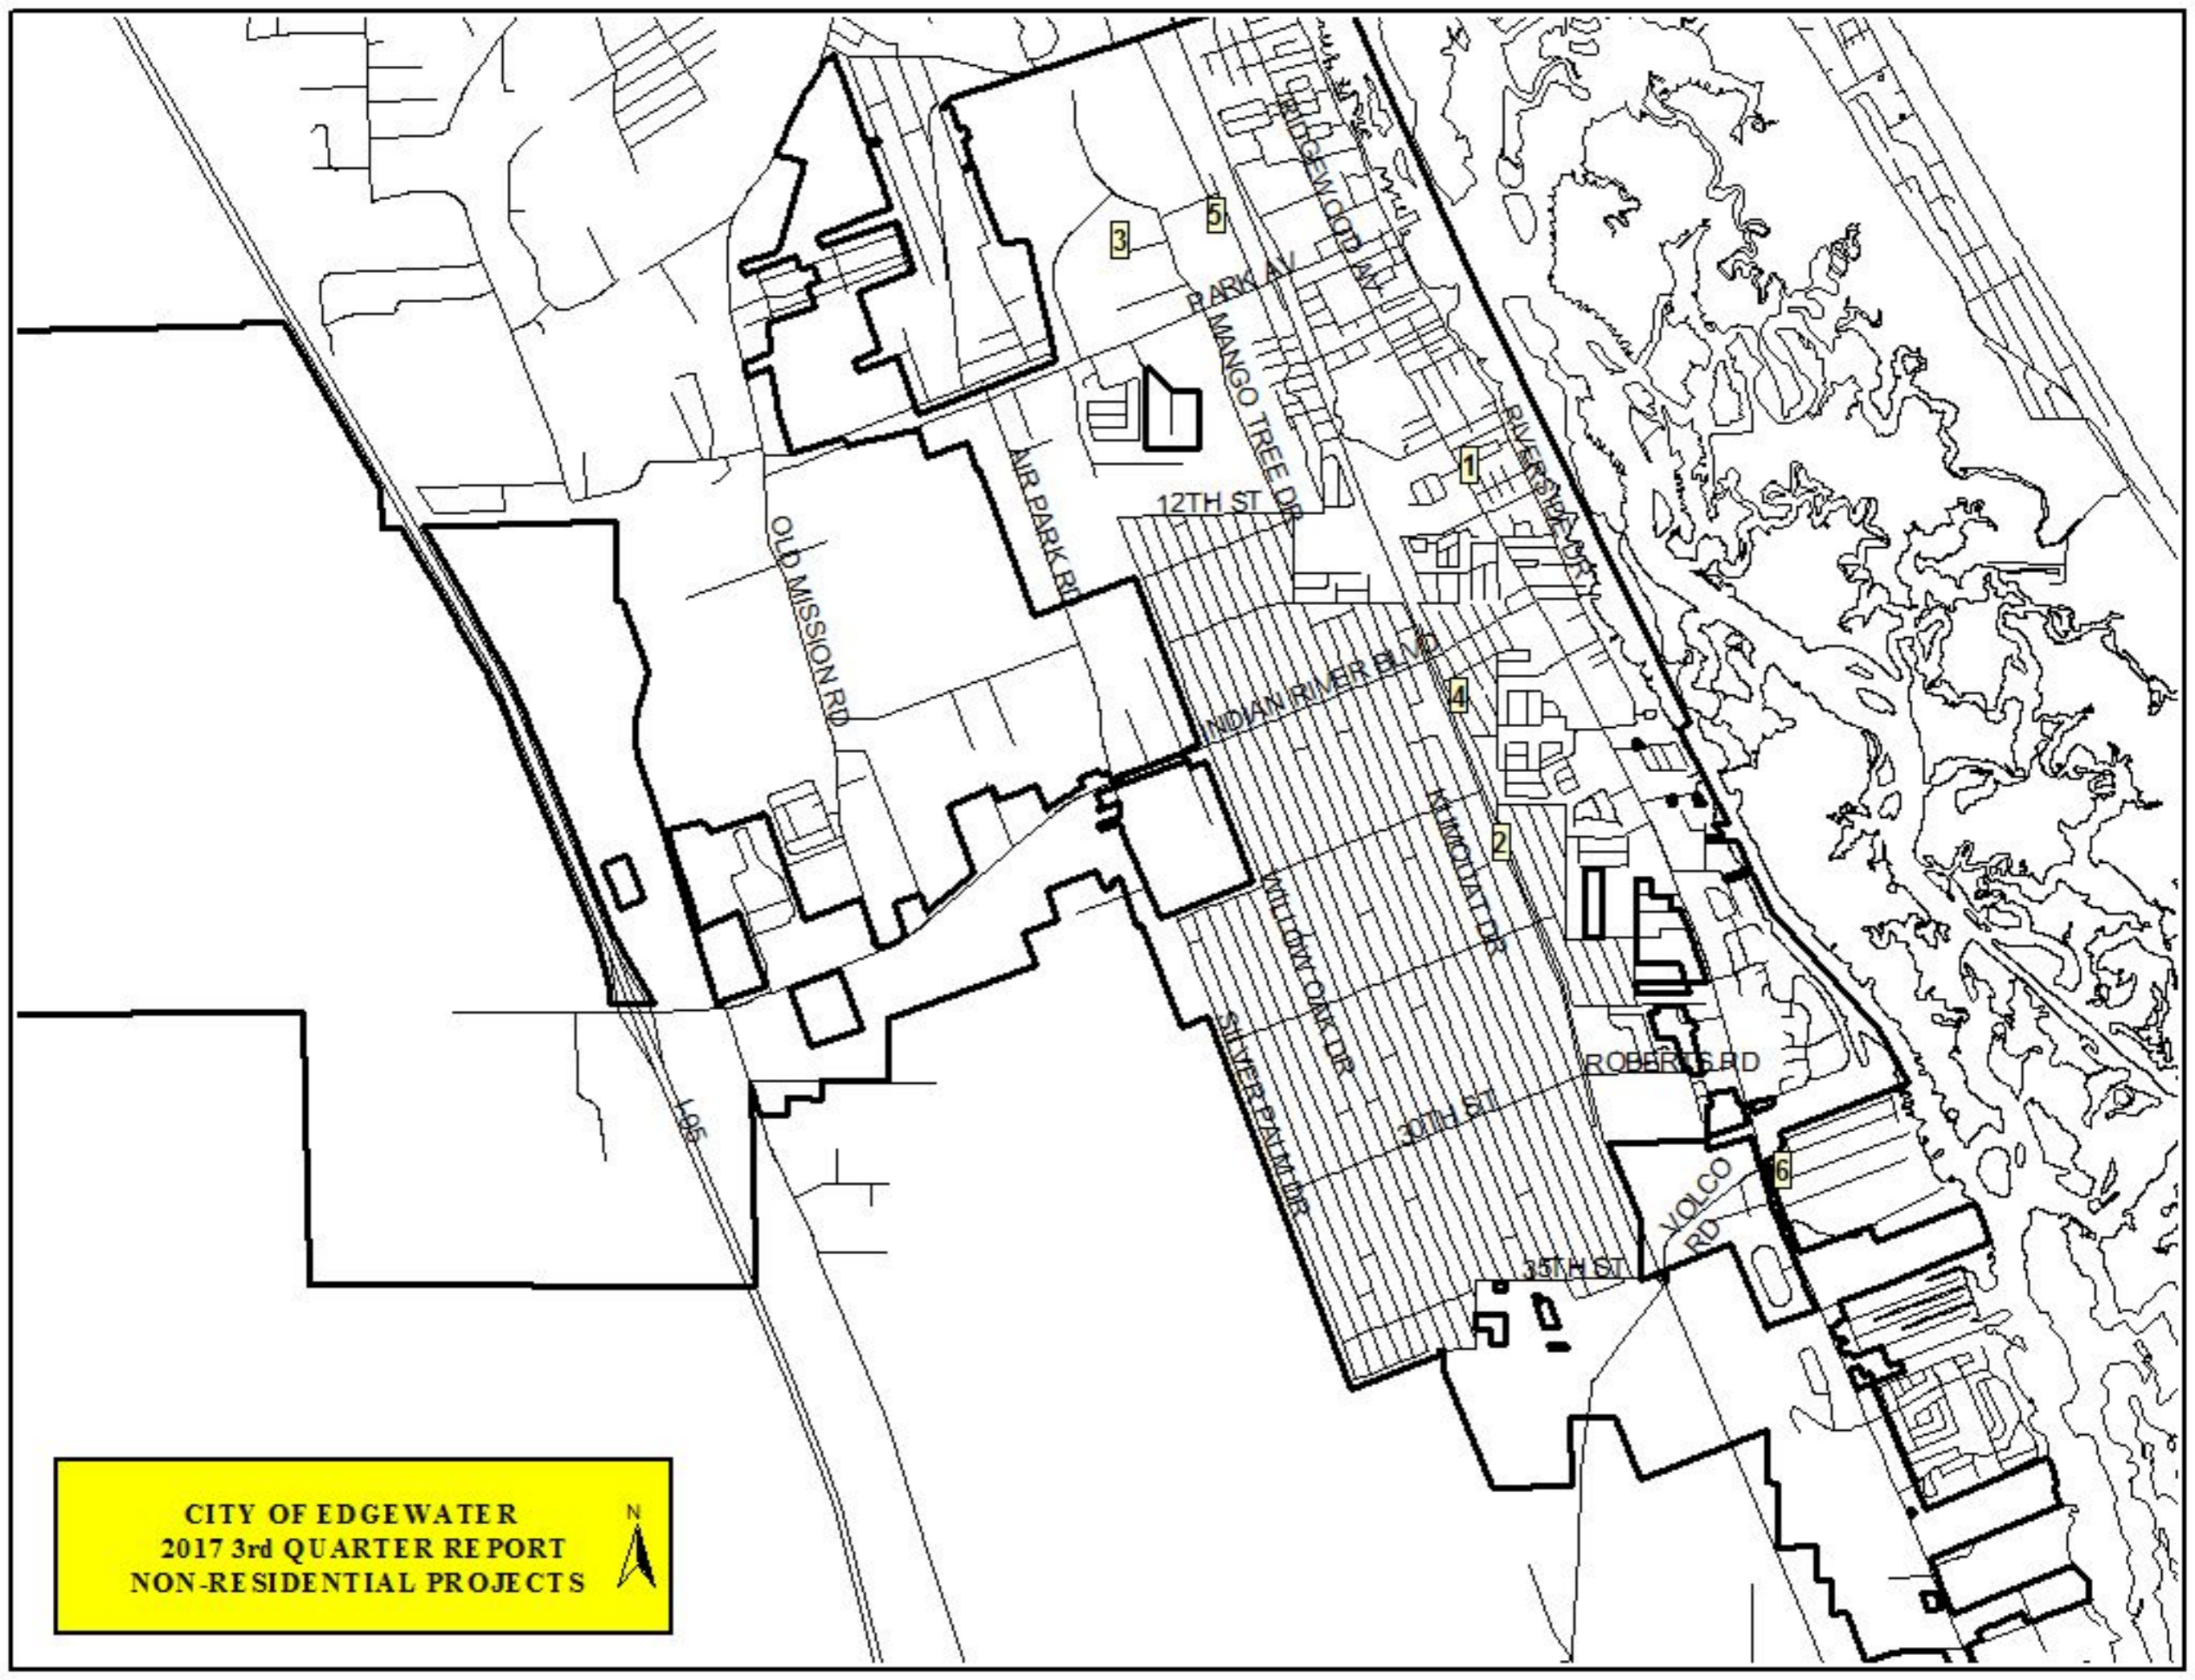 RIDGEWOOD AV
5
3
PARK AV
MANGO TREE DR
RIVERSIDE DR
1
AIR PARK RD
12TH ST
OLD MISSION RD
INDIAN RIVER BLVD
4
KUMQUAT DR
2
WILLOW OAK DR
SILVER PALM DR
ROBERTS RD
I-95
30TH ST
VOLCO
RD
6
35TH ST
CITY OF EDGEWATER
2017 3rd QUARTER REPORT
NON-RESIDENTIAL PROJECTS
N